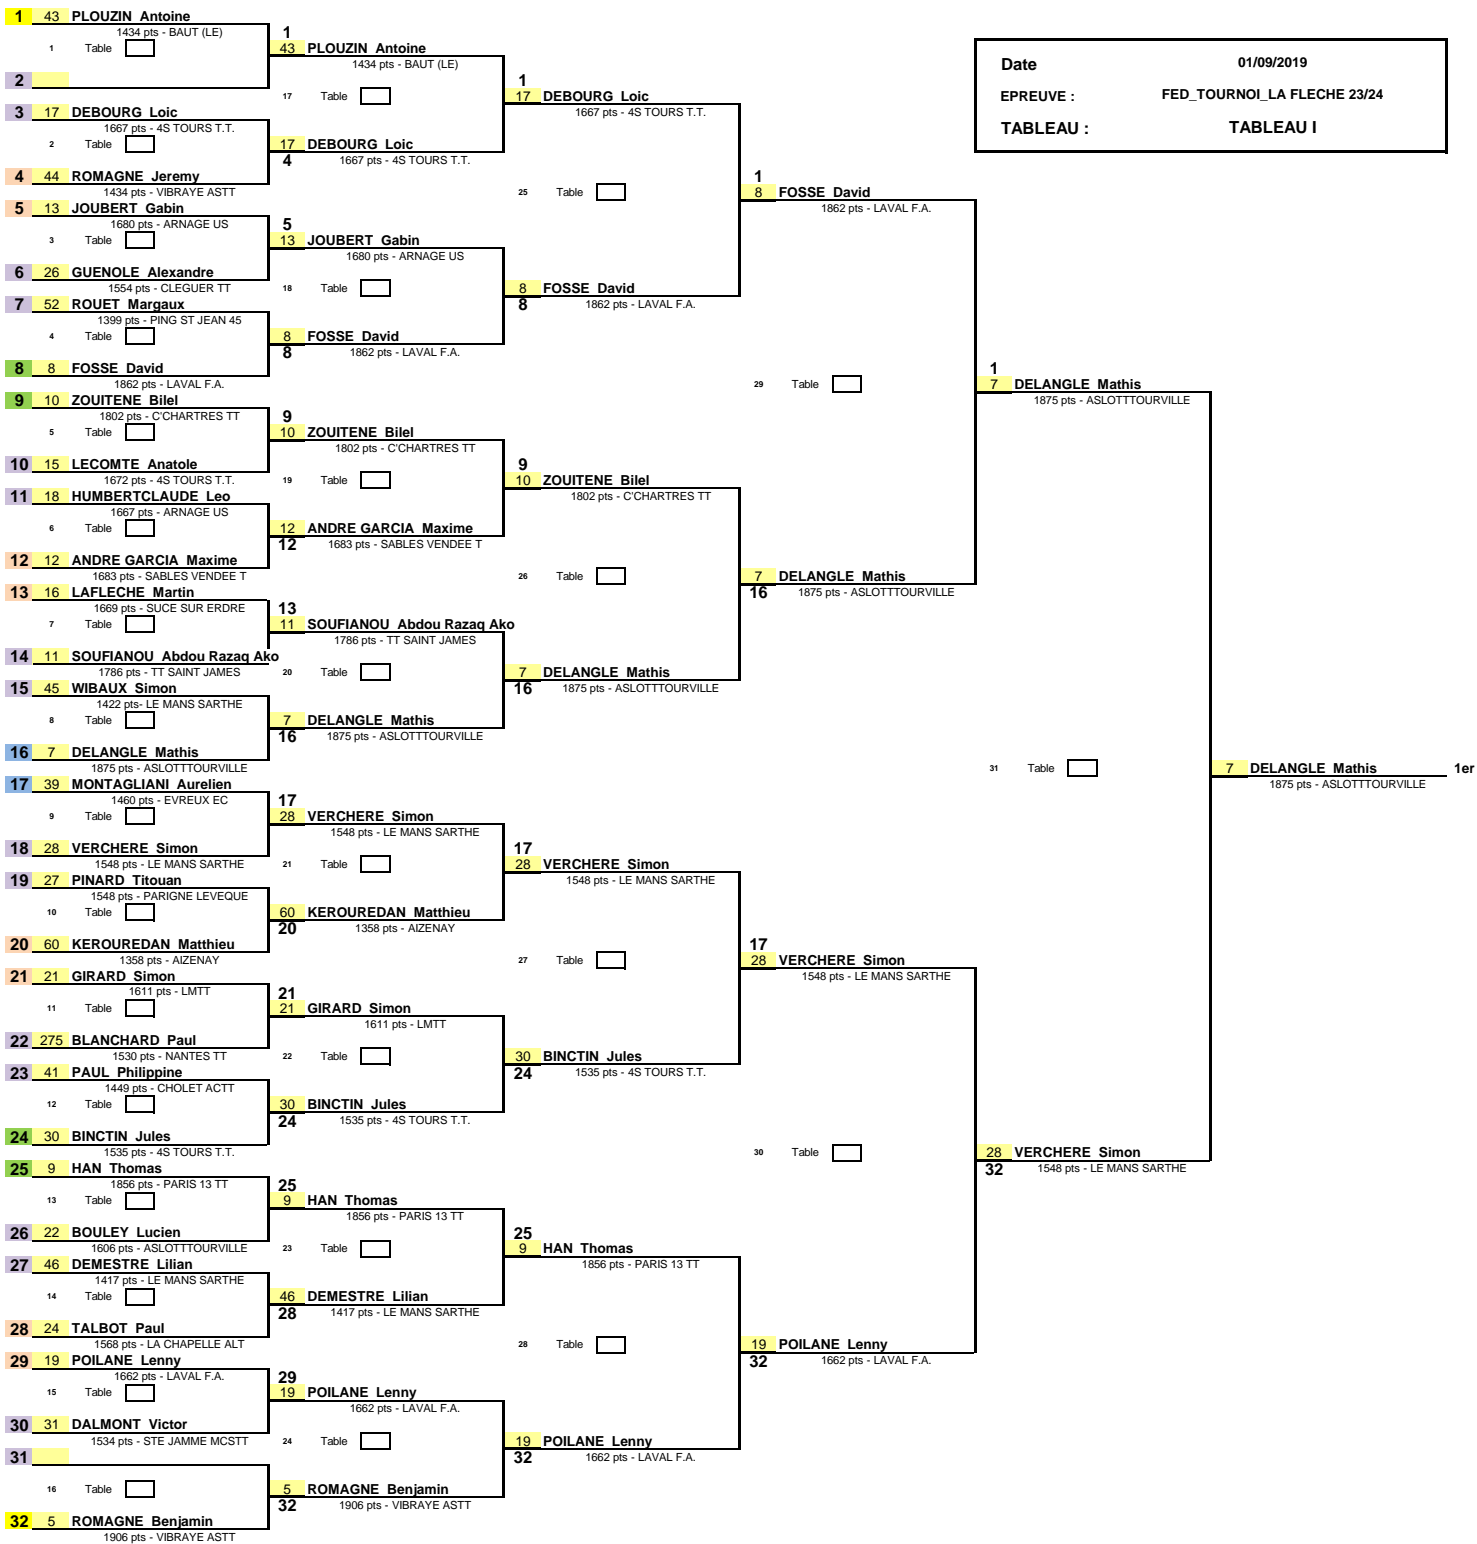 Date 01/09/2019
EPREUVE : FED_TOURNOI_LA FLECHE 23/24
TABLEAU : TABLEAU I
1 43 PLOUZIN Antoine
1434 pts - BAUT (LE)
1 Table
2
3 17 DEBOURG Loic
1667 pts - 4S TOURS T.T.
2 Table
4 44 ROMAGNE Jeremy
1434 pts - VIBRAYE ASTT
5 13 JOUBERT Gabin
1680 pts - ARNAGE US
3 Table
6 26 GUENOLE Alexandre
1554 pts - CLEGUER TT
7 52 ROUET Margaux
1399 pts - PING ST JEAN 45
4 Table
8 8 FOSSE David
1862 pts - LAVAL F.A.
9 10 ZOUITENE Bilel
1802 pts - C'CHARTRES TT
5 Table
10 15 LECOMTE Anatole
1672 pts - 4S TOURS T.T.
11 18 HUMBERTCLAUDE Leo
1667 pts - ARNAGE US
6 Table
12 12 ANDRE GARCIA Maxime
1683 pts - SABLES VENDEE T
13 16 LAFLECHE Martin
1669 pts - SUCE SUR ERDRE
7 Table
14 11 SOUFIANOU Abdou Razaq Ako
1786 pts - TT SAINT JAMES
15 45 WIBAUX Simon
1422 pts- LE MANS SARTHE
8 Table
16 7 DELANGLE Mathis
1875 pts - ASLOTTTOURVILLE
17 39 MONTAGLIANI Aurelien
1460 pts - EVREUX EC
9 Table
18 28 VERCHERE Simon
1548 pts - LE MANS SARTHE
19 27 PINARD Titouan
1548 pts - PARIGNE LEVEQUE
10 Table
20 60 KEROUREDAN Matthieu
1358 pts - AIZENAY
21 21 GIRARD Simon
1611 pts - LMTT
11 Table
22 275 BLANCHARD Paul
1530 pts - NANTES TT
23 41 PAUL Philippine
1449 pts - CHOLET ACTT
12 Table
24 30 BINCTIN Jules
1535 pts - 4S TOURS T.T.
25 9 HAN Thomas
1856 pts - PARIS 13 TT
13 Table
26 22 BOULEY Lucien
1606 pts - ASLOTTTOURVILLE
27 46 DEMESTRE Lilian
1417 pts - LE MANS SARTHE
14 Table
28 24 TALBOT Paul
1568 pts - LA CHAPELLE ALT
29 19 POILANE Lenny
1662 pts - LAVAL F.A.
15 Table
30 31 DALMONT Victor
1534 pts - STE JAMME MCSTT
31
16 Table
32 5 ROMAGNE Benjamin
1906 pts - VIBRAYE ASTT
1
43 PLOUZIN Antoine
1434 pts - BAUT (LE)
17 Table
17 DEBOURG Loic
4 1667 pts - 4S TOURS T.T.
5
13 JOUBERT Gabin
1680 pts - ARNAGE US
18 Table
8 FOSSE David
8 1862 pts - LAVAL F.A.
9
10 ZOUITENE Bilel
1802 pts - C'CHARTRES TT
19 Table
12 ANDRE GARCIA Maxime
12 1683 pts - SABLES VENDEE T
13
11 SOUFIANOU Abdou Razaq Ako
1786 pts - TT SAINT JAMES
20 Table
7 DELANGLE Mathis
16 1875 pts - ASLOTTTOURVILLE
17
28 VERCHERE Simon
1548 pts - LE MANS SARTHE
21 Table
60 KEROUREDAN Matthieu
20 1358 pts - AIZENAY
21
21 GIRARD Simon
1611 pts - LMTT
22 Table
30 BINCTIN Jules
24 1535 pts - 4S TOURS T.T.
25
9 HAN Thomas
1856 pts - PARIS 13 TT
23 Table
46 DEMESTRE Lilian
28 1417 pts - LE MANS SARTHE
29
19 POILANE Lenny
1662 pts - LAVAL F.A.
24 Table
5 ROMAGNE Benjamin
32 1906 pts - VIBRAYE ASTT
1
17 DEBOURG Loic
1667 pts - 4S TOURS T.T.
25 Table
8 FOSSE David
8 1862 pts - LAVAL F.A.
9
10 ZOUITENE Bilel
1802 pts - C'CHARTRES TT
26 Table
7 DELANGLE Mathis
16 1875 pts - ASLOTTTOURVILLE
17
28 VERCHERE Simon
1548 pts - LE MANS SARTHE
27 Table
30 BINCTIN Jules
24 1535 pts - 4S TOURS T.T.
25
9 HAN Thomas
1856 pts - PARIS 13 TT
28 Table
19 POILANE Lenny
32 1662 pts - LAVAL F.A.
1
8 FOSSE David
1862 pts - LAVAL F.A.
29 Table
7 DELANGLE Mathis
16 1875 pts - ASLOTTTOURVILLE
17
28 VERCHERE Simon
1548 pts - LE MANS SARTHE
30 Table
19 POILANE Lenny
32 1662 pts - LAVAL F.A.
1
7 DELANGLE Mathis
1875 pts - ASLOTTTOURVILLE
31 Table
28 VERCHERE Simon
32 1548 pts - LE MANS SARTHE
7 DELANGLE Mathis 1er
1875 pts - ASLOTTTOURVILLE